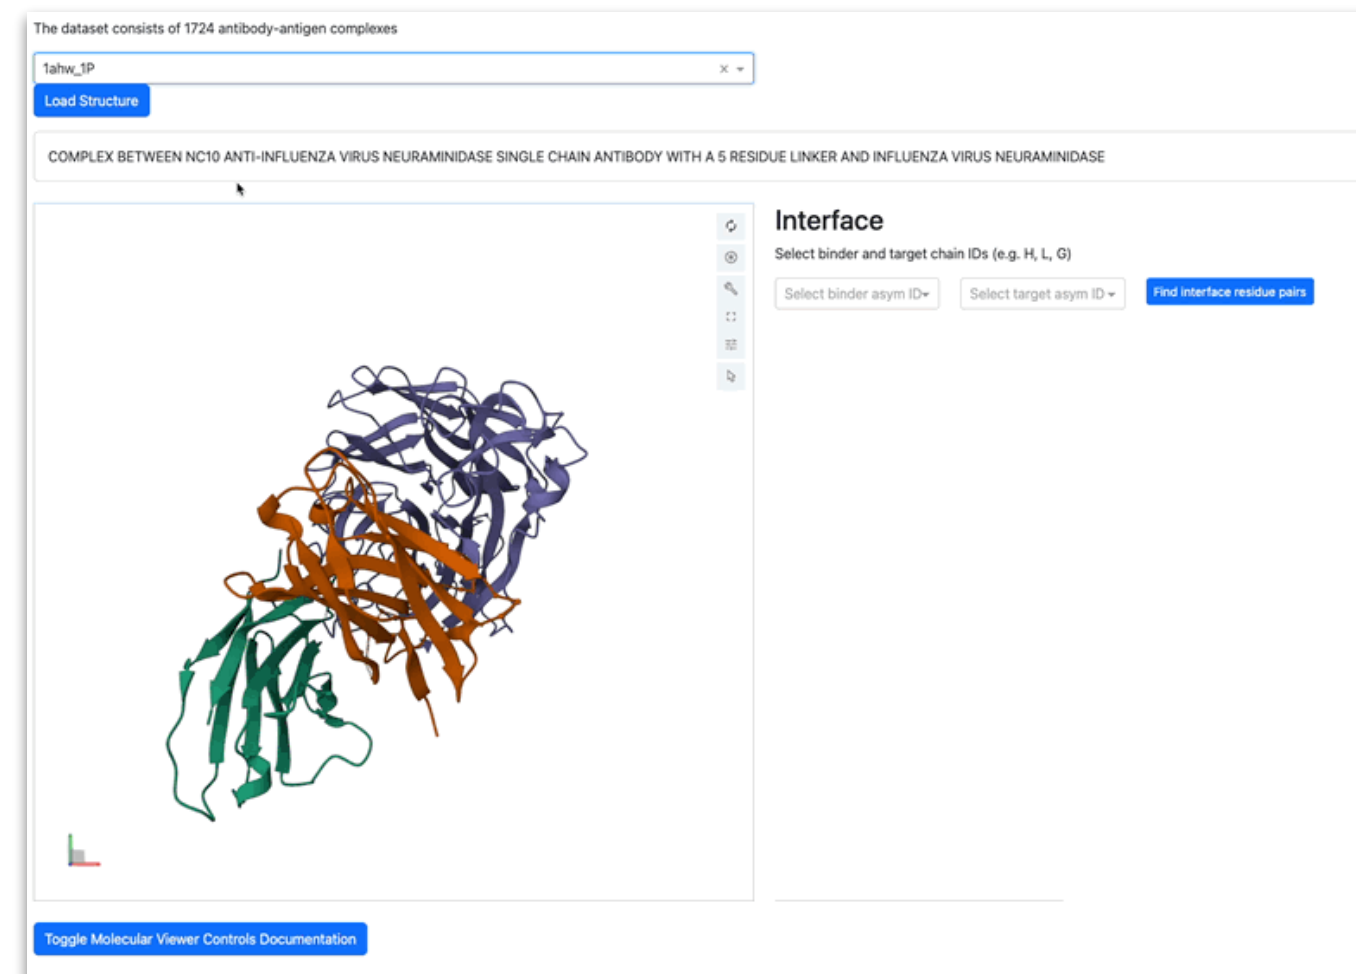 The dataset consists of 1724 antibody-antigen complexes
1ahw_1P
Load Structure
COMPLEX BETWEEN NC10 ANTI-INFLUENZA VIRUS NEURAMINIDASE SINGLE CHAIN ANTIBODY WITH A 5 RESIDUE LINKER AND INFLUENZA VIRUS NEURAMINIDASE
Interface
Select binder and target chain IDs (e.g. H, L, G)
Select binder asym ID
Select target asym ID
Find interface residue pairs
Toggle Molecular Viewer Controls Documentation